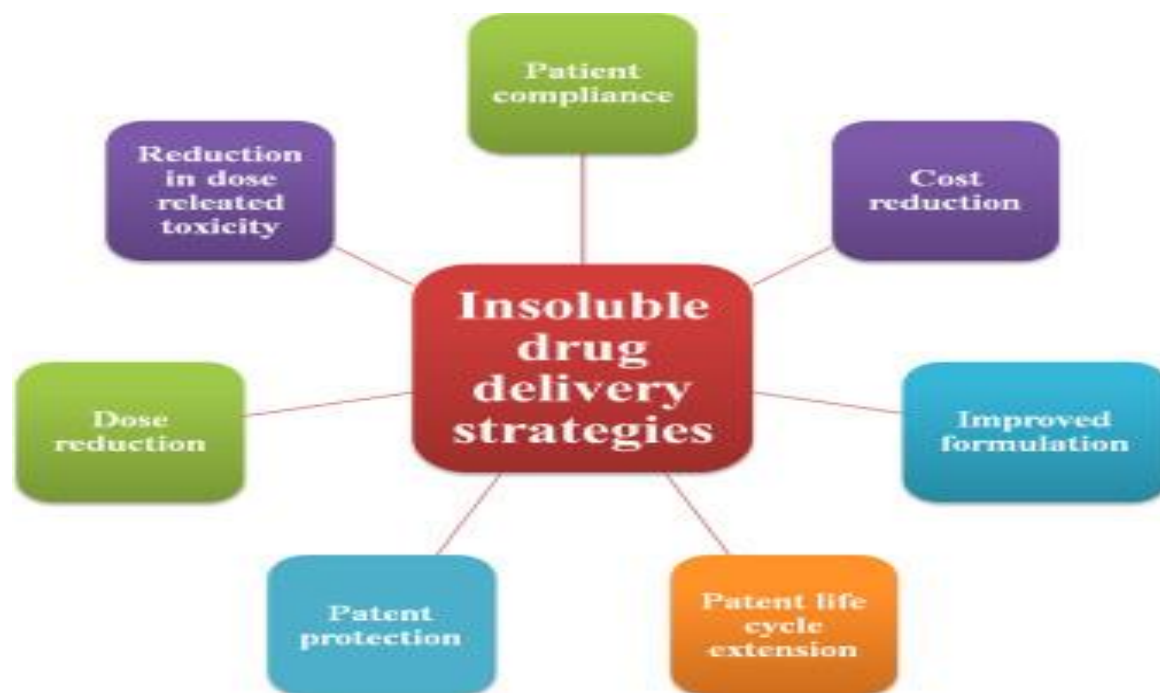 Patient
compliance
Reduction
in dose
releated
toxicity
Cost
reduction
Insoluble
drug
delivery
strategies
Dose
reduction
Improved
formulation
Patent
protection
Patent life
cycle
extension